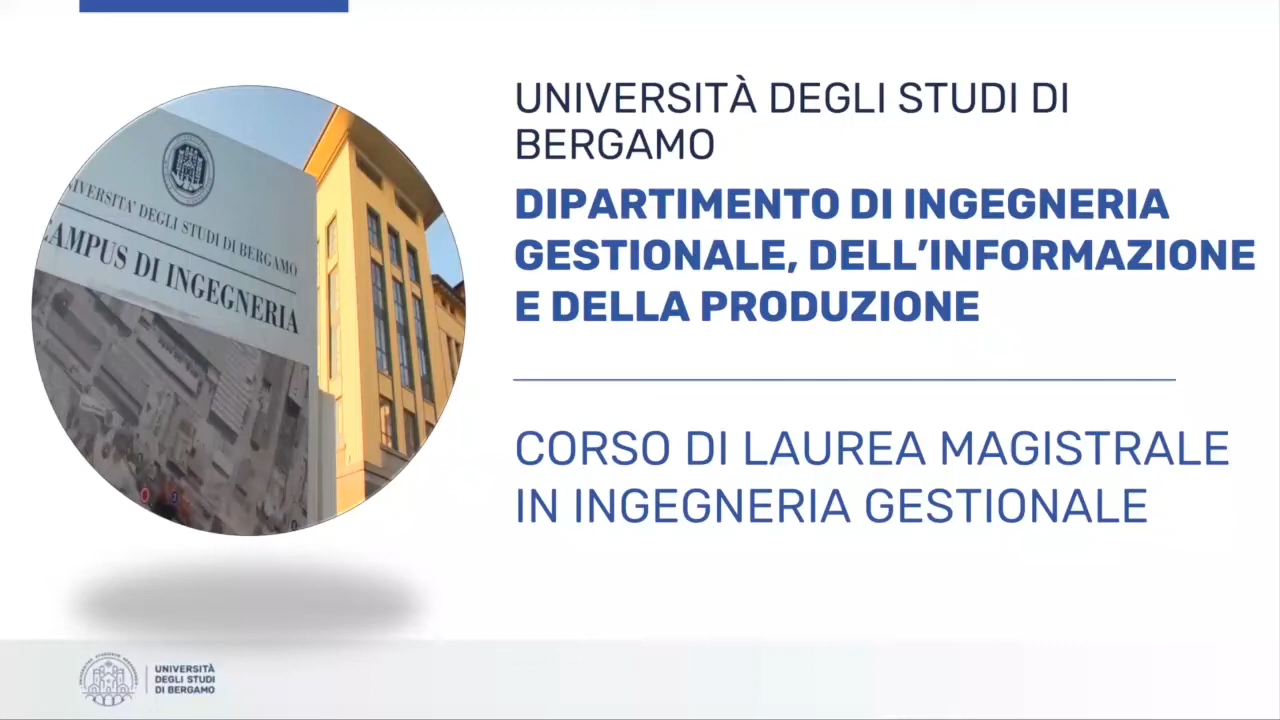 UNIVERSITÀ DEGLI STUDI DI
BERGAMO
DIPARTIMENTO DI INGEGNERIA
GESTIONALE, DELL’INFORMAZIONE
E DELLA PRODUZIONE
CORSO DI LAUREA MAGISTRALE
IN INGEGNERIA GESTIONALE
IVERSITA' DEGLI STUDI DI BERGAMO
CAMPUS DI INGEGNERIA
UNIVERSITÀ
DEGLI STUDI
DI BERGAMO